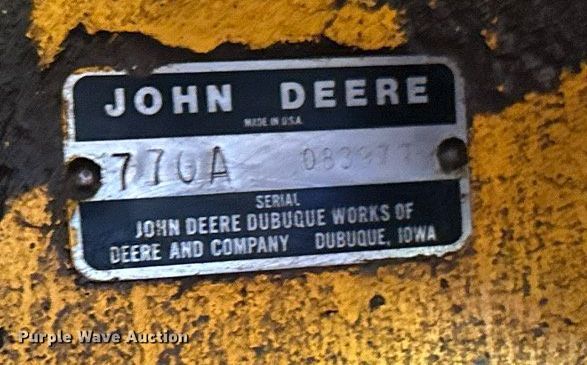 JOHN DEERE
MADE IN U.S.A.
770A
SERIAL
JOHN DEERE DUBUQUE WORKS OF
DEERE AND COMPANY DUBUQUE, IOWA
Purple Wave Auction